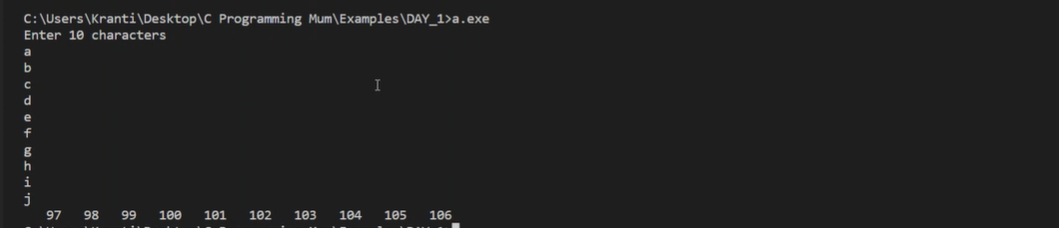 C:\Users\Kranti\Desktop\C Programming Mum\Examples\DAY_1>a.exe
Enter 10 characters
a
b
c
d
e
f
g
h
i
j
97 98 99 100 101 102 103 104 105 106